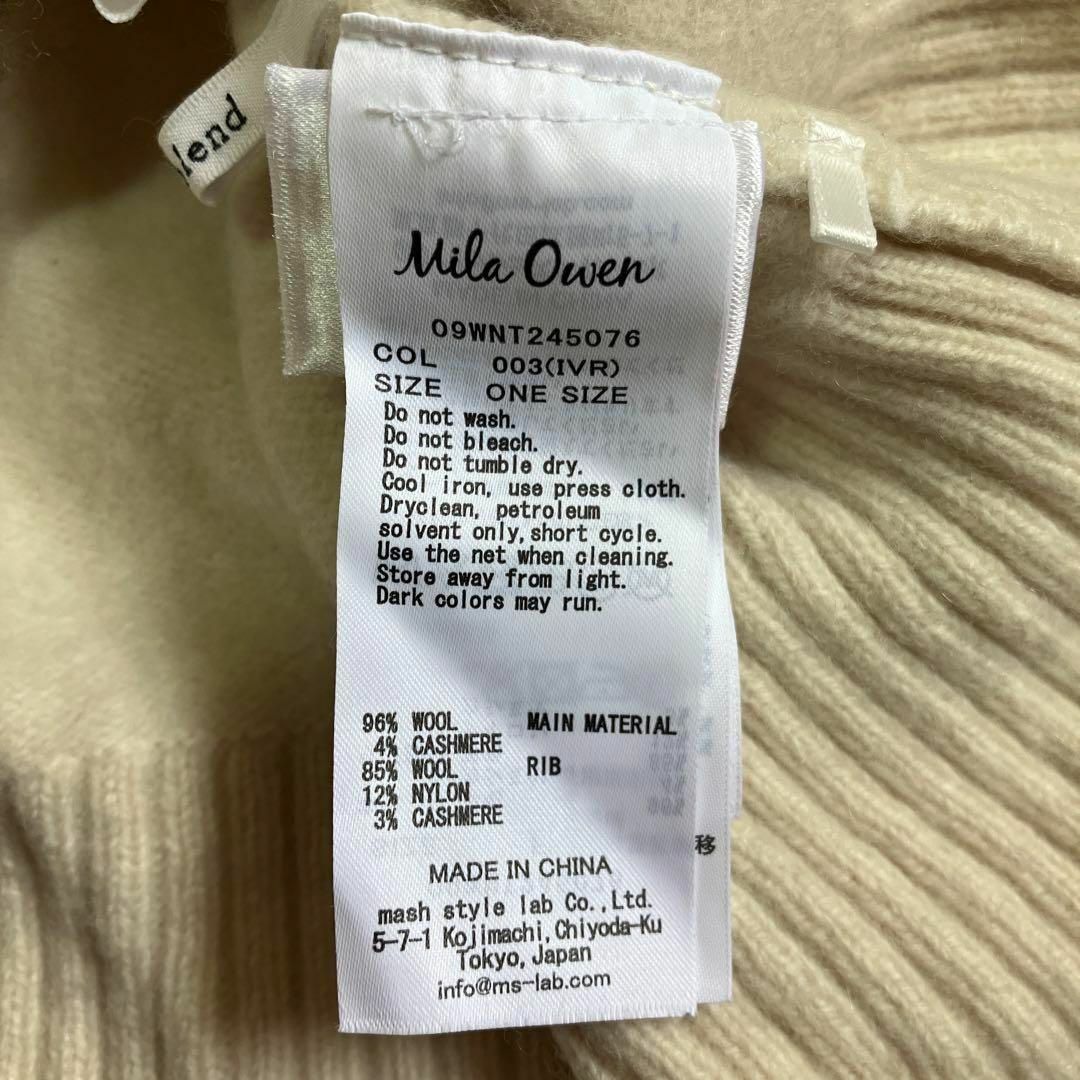 lend
Mila Owen
09WNT245076
COL 003(IVR)
SIZE ONE SIZE
Do not wash.
Do not bleach.
Do not tumble dry.
Cool iron, use press cloth.
Dryclean, petroleum
solvent only,short cycle.
Use the net when cleaning.
Store away from light.
Dark colors may run.
96% WOOL MAIN MATERIAL
4% CASHMERE
85% WOOL RIB
12% NYLON
3% CASHMERE
移
MADE IN CHINA
mash style lab Co.,Ltd.
5-7-1 Kojimachi,Chiyoda-Ku
Tokyo,Japan
info@ms-lab.com